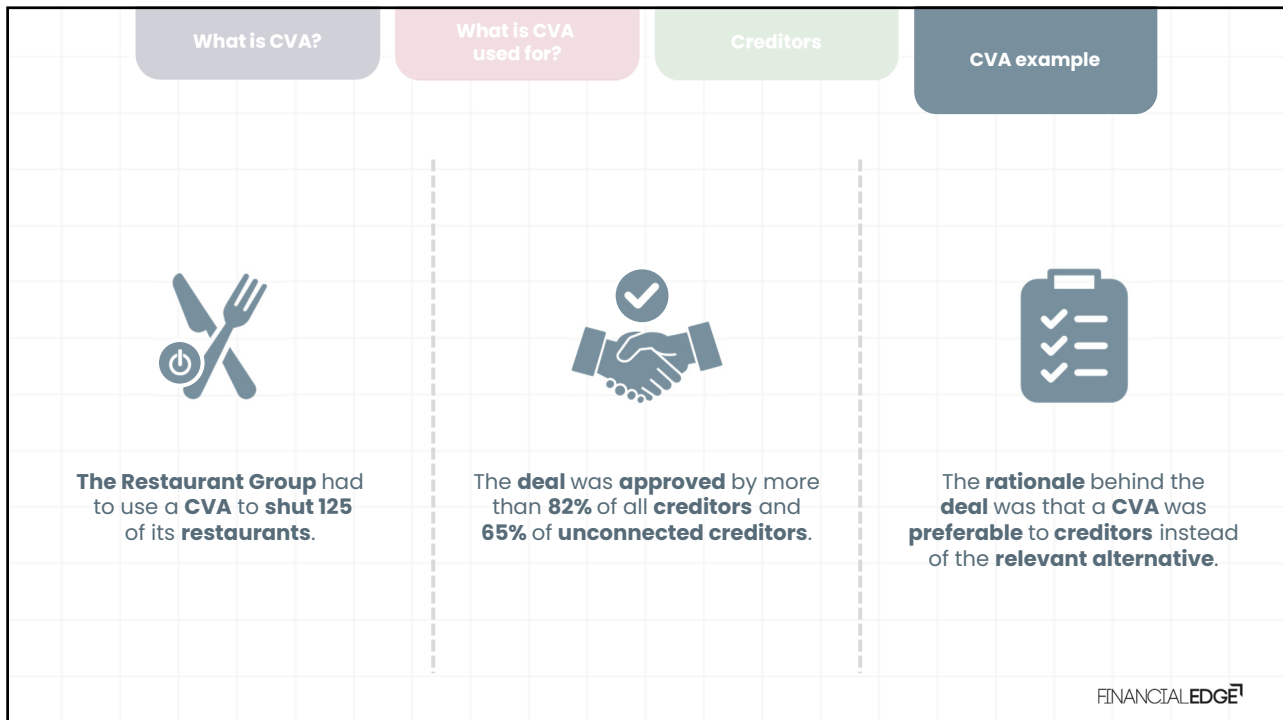 What is CVA?
What is CVA
used for?
Creditors
CVA example
The Restaurant Group had
to use a CVA to shut 125
of its restaurants.
The deal was approved by more
than 82% of all creditors and
65% of unconnected creditors.
The rationale behind the
deal was that a CVA was
preferable to creditors instead
of the relevant alternative.
FINANCIALEDGE